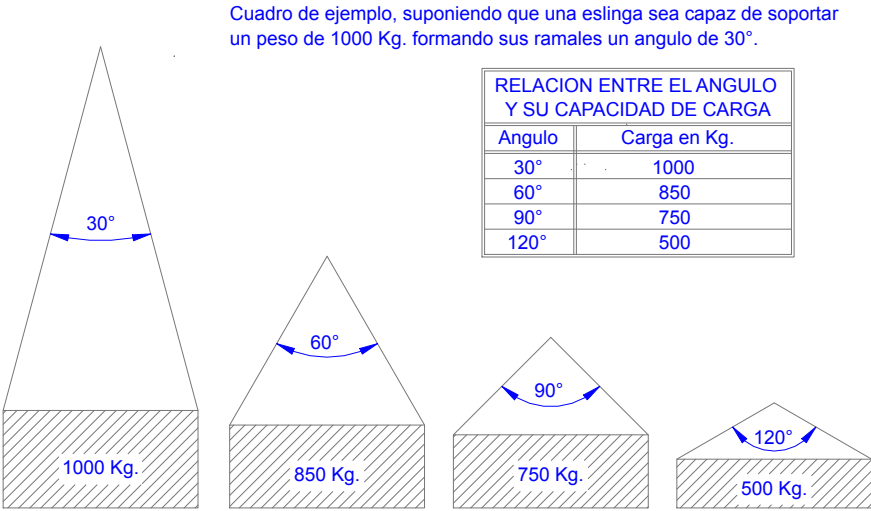 Cuadro de ejemplo, suponiendo que una eslinga sea capaz de soportar
un peso de 1000 Kg. formando sus ramales un angulo de 30°.
RELACION ENTRE EL ANGULO
Y SU CAPACIDAD DE CARGA
Angulo Carga en Kg.
30° 1000
60° 850
90° 750
120° 500
30°
60°
90°
120°
1000 Kg.
850 Kg.
750 Kg.
500 Kg.